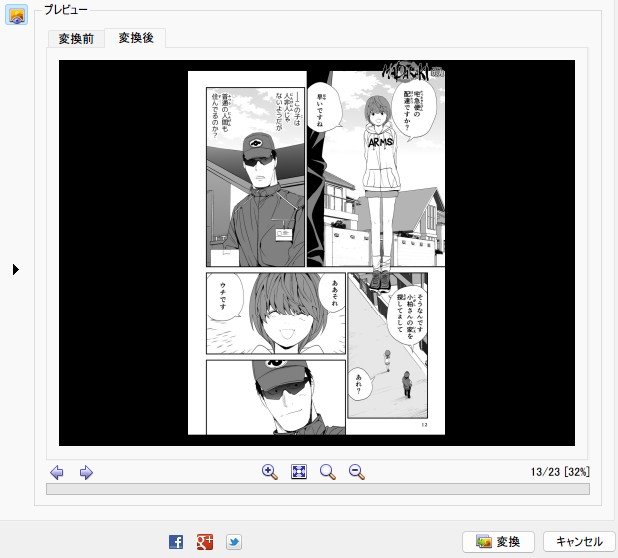 プレビュー
変換前
変換後
宅急便の
配達ですか？
早いですね
ARMS
―この子は
人非人じゃ
ないようだが
普通の人間も
住んでるのか？
そうなんです
小柏さんの家を
探してまして
あれ？
ああそれ
ウチです
13
13/23 [32%]
変換
キャンセル